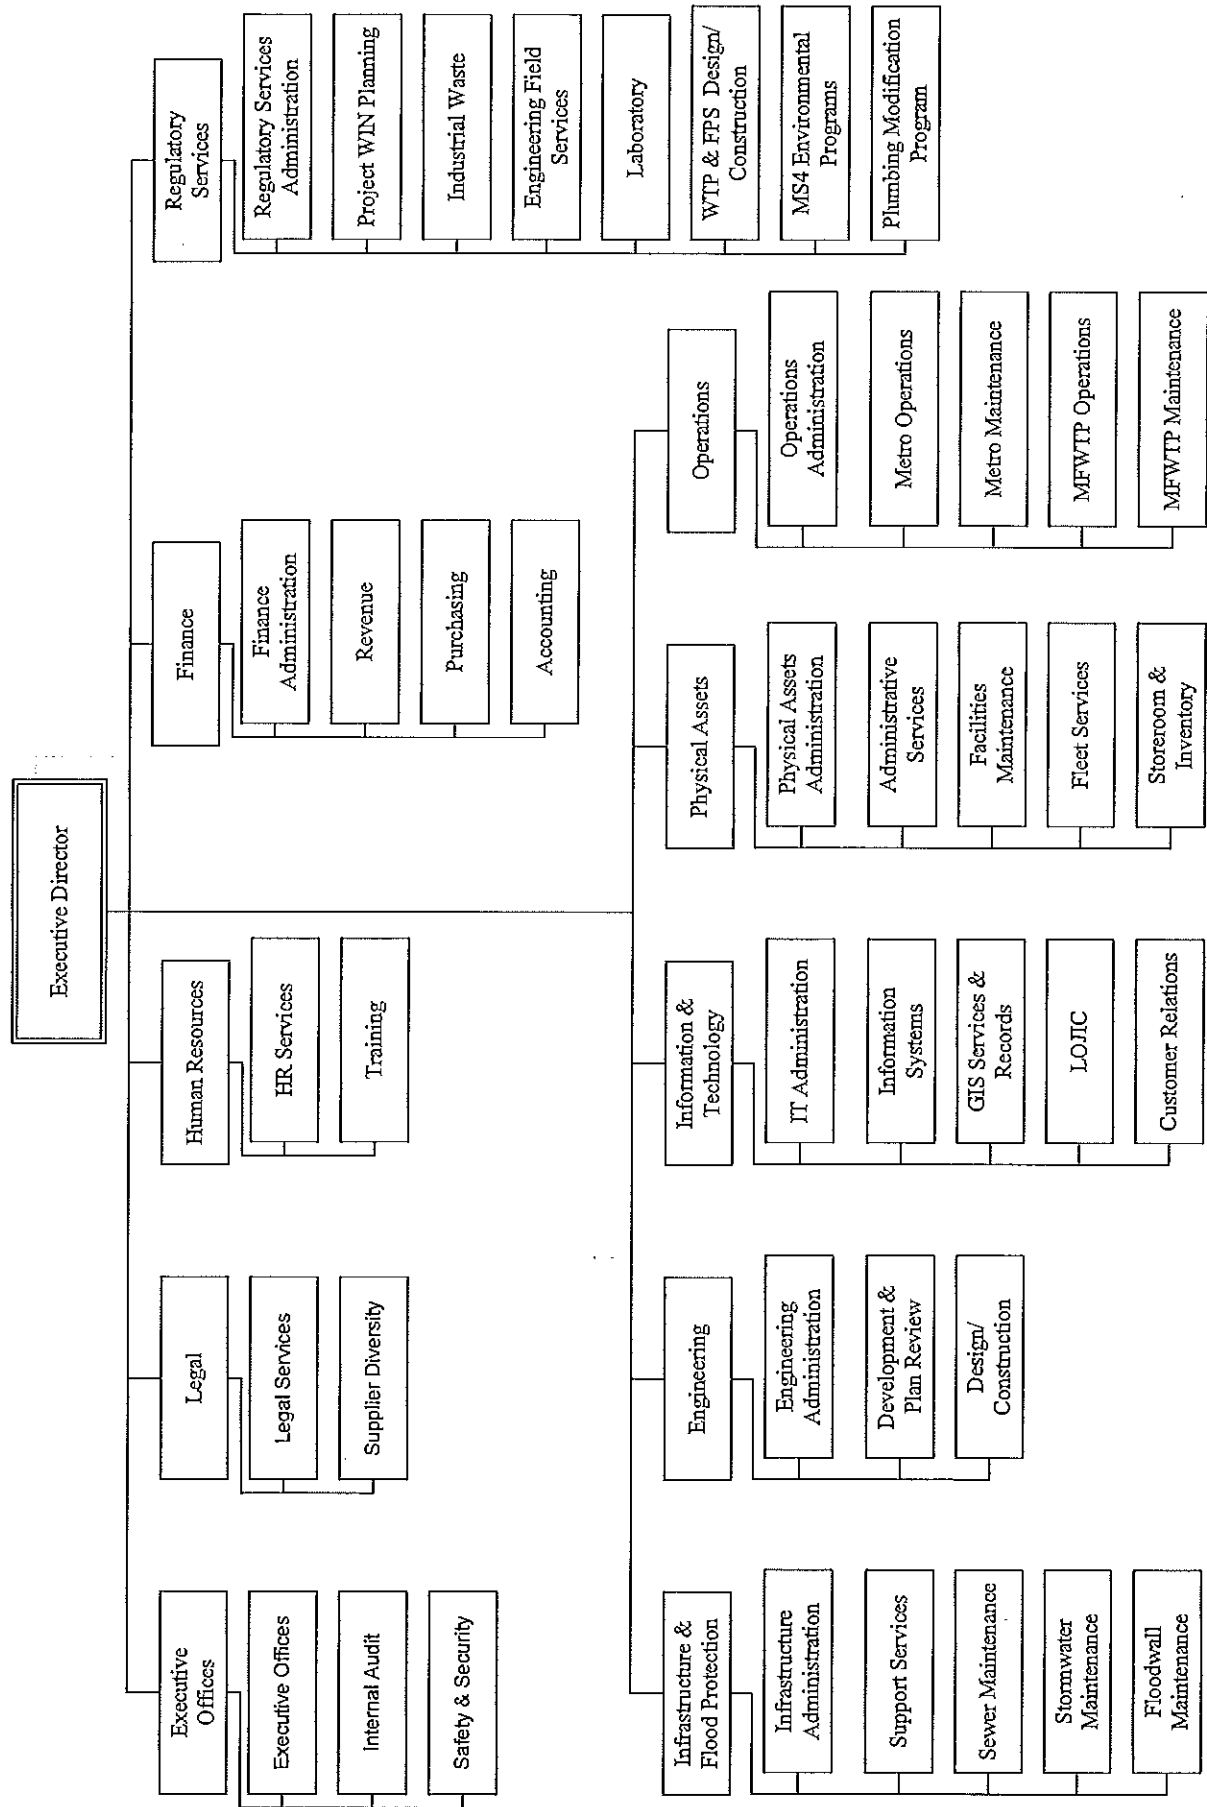 Executive Director
Executive
Offices
Executive Offices
Internal Audit
Safety & Security
Legal
Legal Services
Supplier Diversity
Human Resources
HR Services
Training
Finance
Finance
Administration
Revenue
Purchasing
Accounting
Regulatory
Services
Regulatory Services
Administration
Project WIN Planning
Industrial Waste
Engineering Field
Services
Laboratory
WTP & FPS Design/
Construction
MS4 Environmental
Programs
Plumbing Modification
Program
Infrastructure &
Flood Protection
Infrastructure
Administration
Support Services
Sewer Maintenance
Stormwater
Maintenance
Floodwall
Maintenance
Engineering
Engineering
Administration
Development &
Plan Review
Design/
Construction
Information &
Technology
IT Administration
Information
Systems
GIS Services &
Records
LOJIC
Customer Relations
Physical Assets
Physical Assets
Administration
Administrative
Services
Facilities
Maintenance
Fleet Services
Storeroom &
Inventory
Operations
Operations
Administration
Metro Operations
Metro Maintenance
MFWTP Operations
MFWTP Maintenance